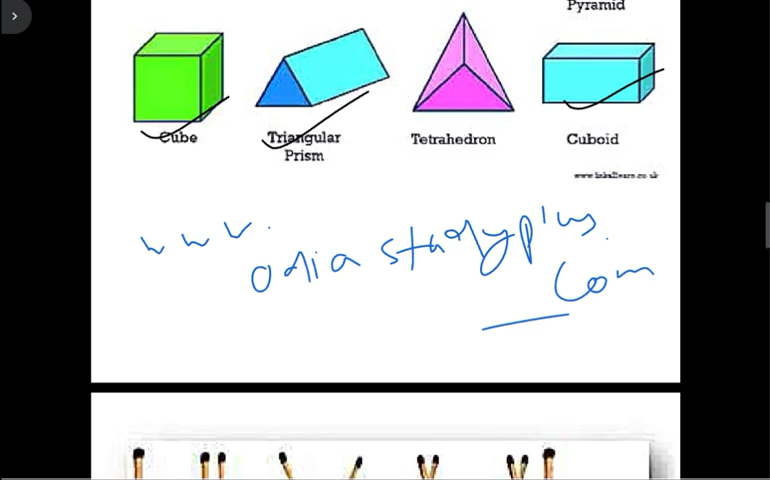 Pyramid
Cube
Triangular
Prism
Tetrahedron
Cuboid
www.
odiastudyplus.
com